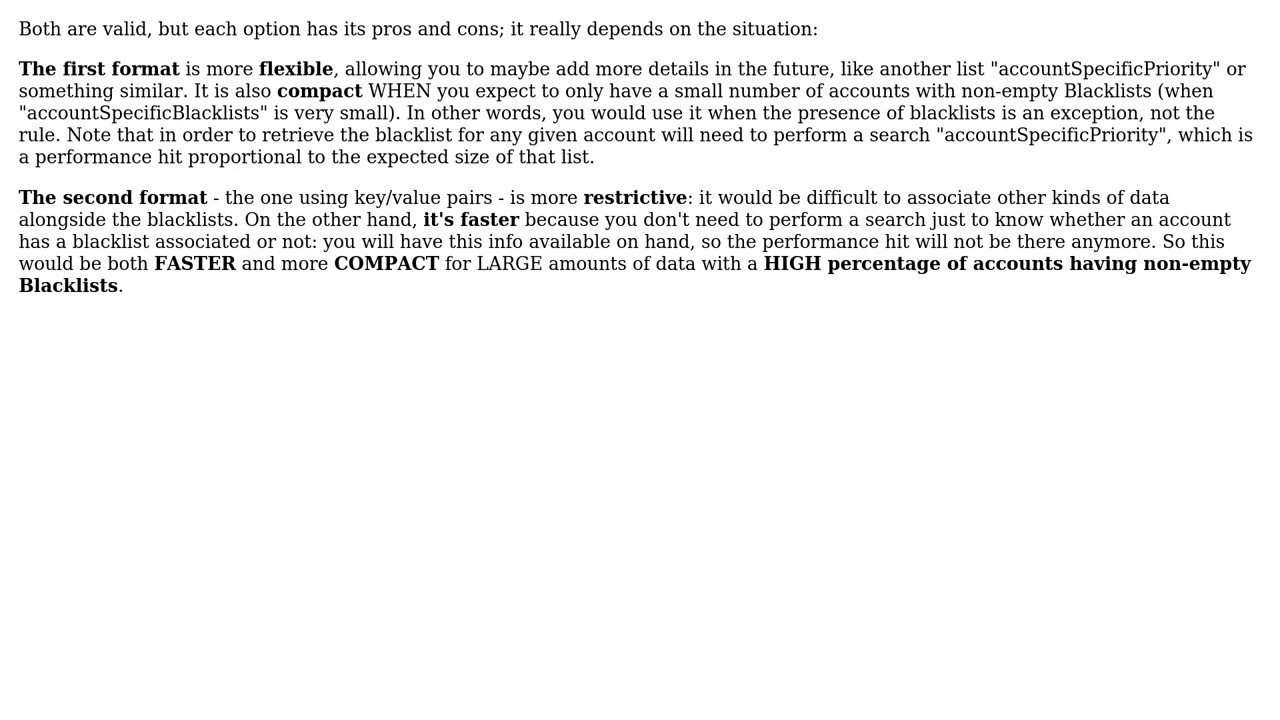 Both are valid, but each option has its pros and cons; it really depends on the situation:
The first format is more flexible, allowing you to maybe add more details in the future, like another list "accountSpecificPriority" or
something similar. It is also compact WHEN you expect to only have a small number of accounts with non-empty Blacklists (when
"accountSpecificBlacklists" is very small). In other words, you would use it when the presence of blacklists is an exception, not the
rule. Note that in order to retrieve the blacklist for any given account will need to perform a search "accountSpecificPriority", which is
a performance hit proportional to the expected size of that list.
The second format - the one using key/value pairs - is more restrictive: it would be difficult to associate other kinds of data
alongside the blacklists. On the other hand, it's faster because you don't need to perform a search just to know whether an account
has a blacklist associated or not: you will have this info available on hand, so the performance hit will not be there anymore. So this
would be both FASTER and more COMPACT for LARGE amounts of data with a HIGH percentage of accounts having non-empty
Blacklists.